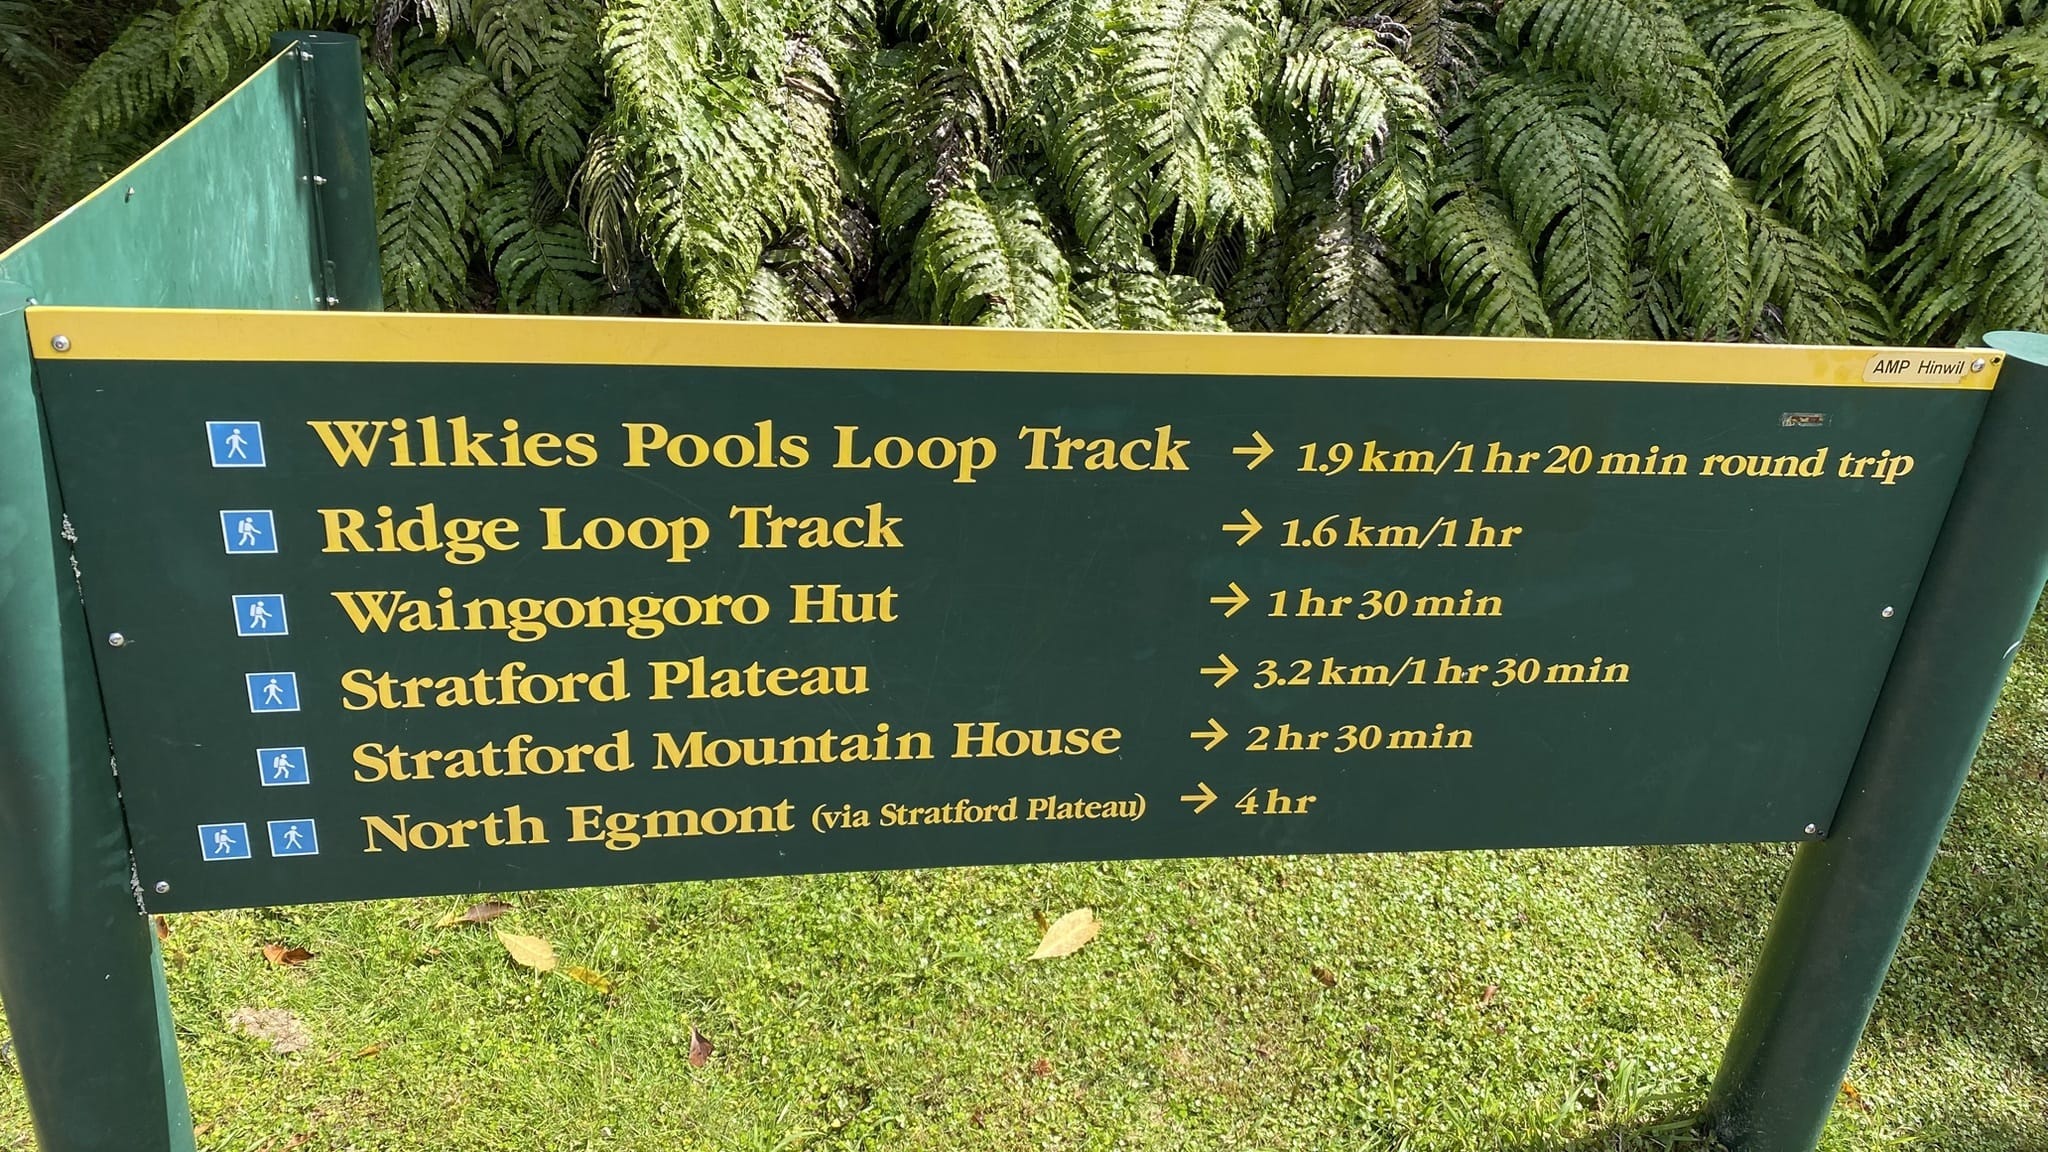 AMP Hinwil
Wilkies Pools Loop Track → 1.9 km/1 hr 20 min round trip
Ridge Loop Track → 1.6 km/1 hr
Waingongoro Hut → 1 hr 30 min
Stratford Plateau → 3.2 km/1 hr 30 min
Stratford Mountain House → 2 hr 30 min
North Egmont (via Stratford Plateau) → 4 hr